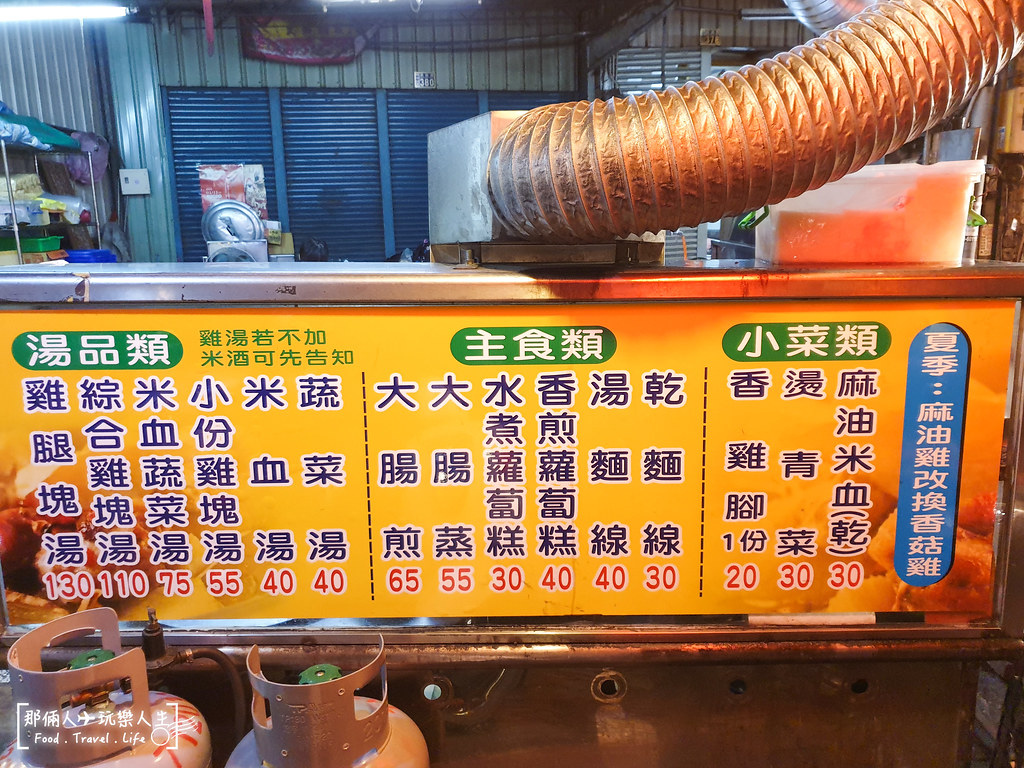 湯品類
雞湯若不加
米酒可先告知
雞腿塊湯 130
綜合雞塊湯 110
米血蔬菜湯 75
小份雞塊湯 55
米血湯 40
蔬菜湯 40
主食類
大腸煎 65
大腸蒸 55
水煮蘿蔔糕 30
香煎蘿蔔糕 40
湯麵線 40
乾麵線 30
小菜類
香雞腳1份 20
燙青菜 30
麻油米血(乾) 30
夏季：麻油雞改換香菇雞
那倆人玩樂人生
Food . Travel . Life